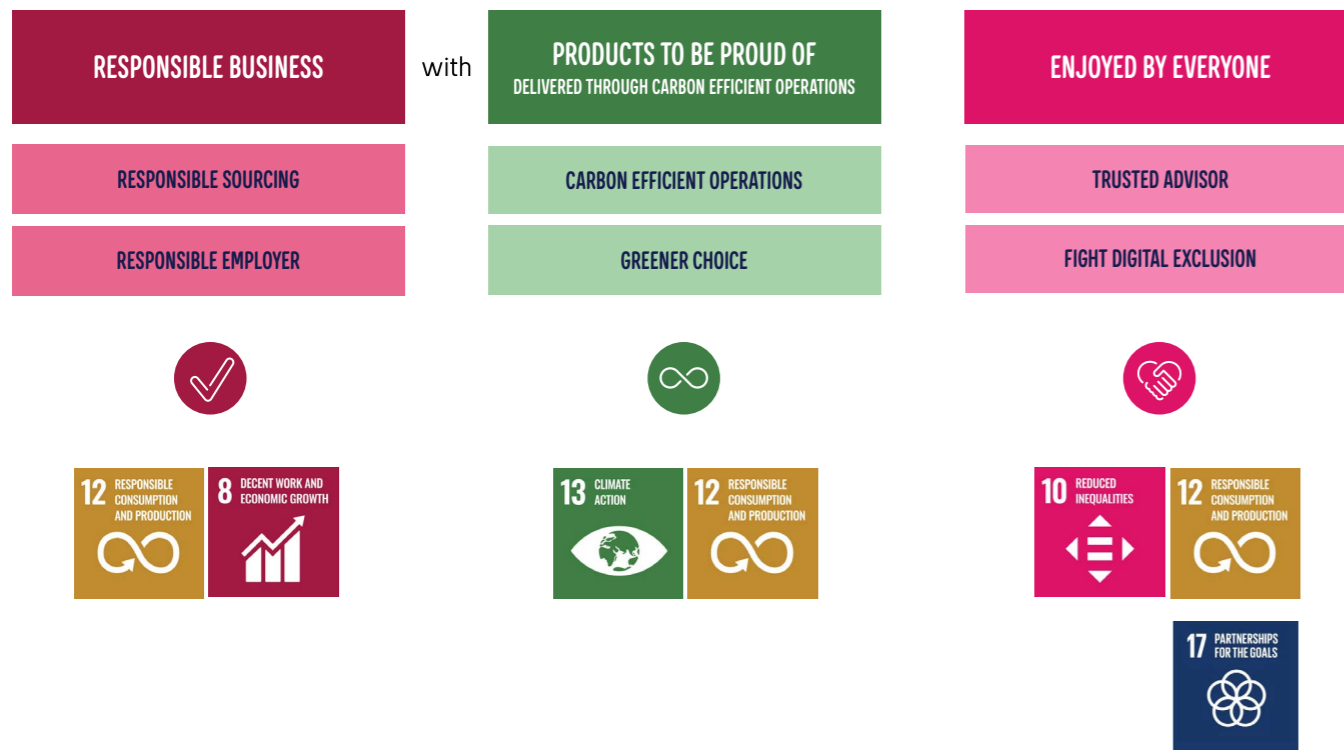 RESPONSIBLE BUSINESS
with
PRODUCTS TO BE PROUD OF
DELIVERED THROUGH CARBON EFFICIENT OPERATIONS
ENJOYED BY EVERYONE
RESPONSIBLE SOURCING
CARBON EFFICIENT OPERATIONS
TRUSTED ADVISOR
RESPONSIBLE EMPLOYER
GREENER CHOICE
FIGHT DIGITAL EXCLUSION
12 RESPONSIBLE
CONSUMPTION
AND PRODUCTION
8 DECENT WORK AND
ECONOMIC GROWTH
13 CLIMATE
ACTION
12 RESPONSIBLE
CONSUMPTION
AND PRODUCTION
10 REDUCED
INEQUALITIES
12 RESPONSIBLE
CONSUMPTION
AND PRODUCTION
17 PARTNERSHIPS
FOR THE GOALS